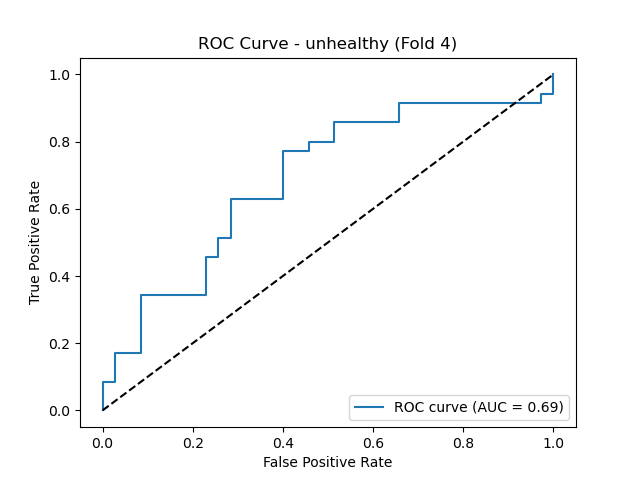 ROC Curve - unhealthy (Fold 4)
True Positive Rate
1.0
0.8
0.6
0.4
0.2
0.0
ROC curve (AUC = 0.69)
0.0 0.2 0.4 0.6 0.8 1.0
False Positive Rate